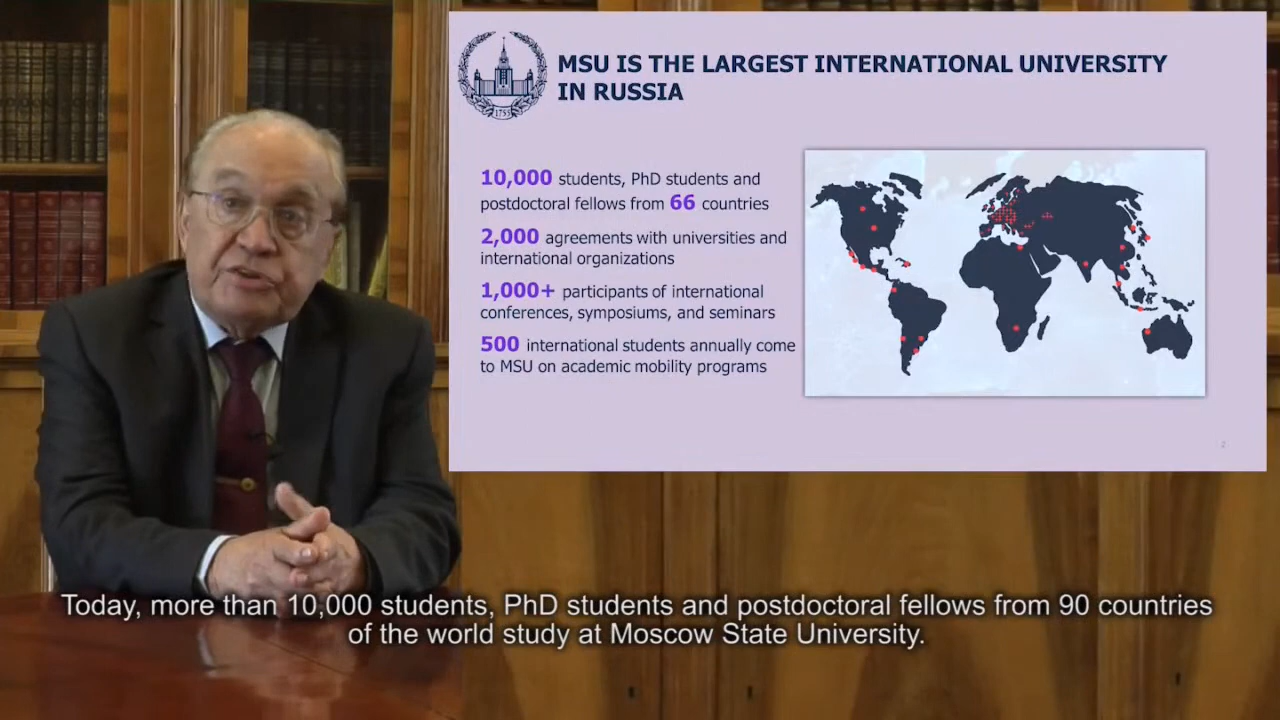 MSU IS THE LARGEST INTERNATIONAL UNIVERSITY
IN RUSSIA
1755
10,000 students, PhD students and
postdoctoral fellows from 66 countries
2,000 agreements with universities and
international organizations
1,000+ participants of international
conferences, symposiums, and seminars
500 international students annually come
to MSU on academic mobility programs
2
Today, more than 10,000 students, PhD students and postdoctoral fellows from 90 countries
of the world study at Moscow State University.